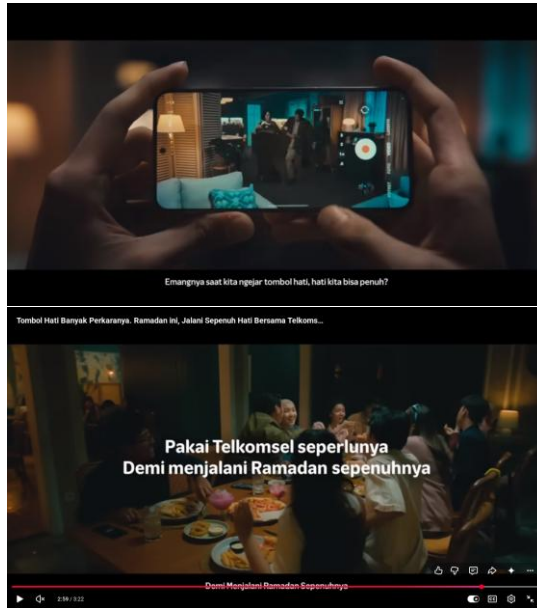 Emangnya saat kita ngejar tombol hati, hati kita bisa penuh?
Tombol Hati Banyak Perkaranya. Ramadan ini, Jalani Sepenuh Hati Bersama Telkoms...
Pakai Telkomsel seperlunya
Demi menjalani Ramadan sepenuhnya
Demi Menjalani Ramadan Sepenuhnya
2:59 / 3:22